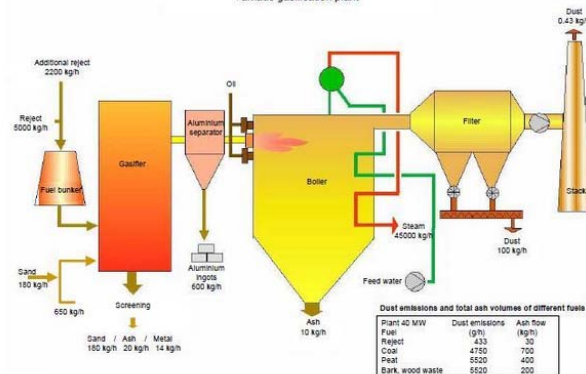 Additional reject
2200 kg/h
Reject
5000 kg/h
Fuel bunker
Sand
180 kg/h
650 kg/h
Gasifier
Screening
Sand / Ash / Metal
180 kg/h 20 kg/h 14 kg/h
Aluminium
separator
Aluminium
ingots
600 kg/h
Oil
Boiler
Ash
10 kg/h
Steam
45000 kg/h
Feed water
Filter
Dust
100 kg/h
Dust
0.43 kg/
Stack
Dust emissions and total ash volumes of different fuels
Plant 40 MW Dust emissions Ash flow
Fuel (g/h) (kg/h)
Reject 433 30
Coal 4750 700
Peat 5520 400
Bark, wood waste 5520 200